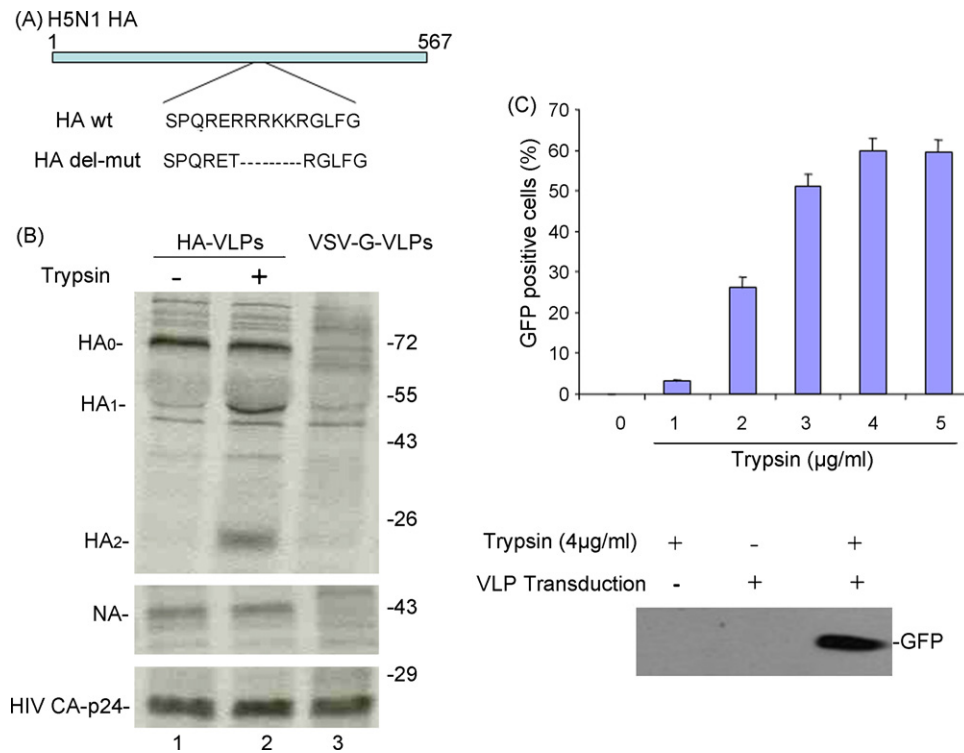 (A) H5N1 HA
1 567
HA wt SPQRERRRKKRGLFG
HA del-mut SPQRET---------RGLFG
(B)
HA-VLPs VSV-G-VLPs
Trypsin - +
HA0- -72
HA1- -55
-43
-26
HA2-
NA- -43
-29
HIV CA-p24-
1 2 3
(C)
GFP positive cells (%)
70
60
50
40
30
20
10
0
0 1 2 3 4 5
Trypsin (µg/ml)
Trypsin (4µg/ml) + - +
VLP Transduction - + +
-GFP